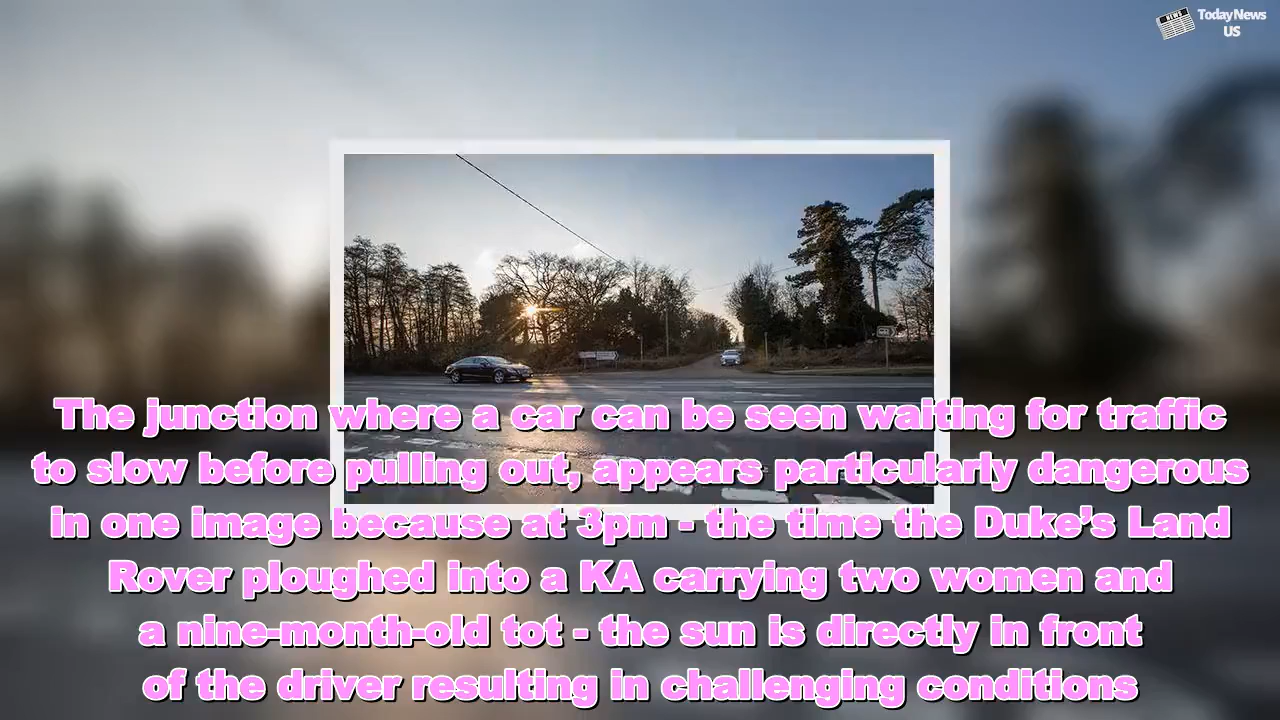 NEWS
TodayNews
US
The junction where a car can be seen waiting for traffic
to slow before pulling out, appears particularly dangerous
in one image because at 3pm - the time the Duke’s Land
Rover ploughed into a KA carrying two women and
a nine-month-old tot - the sun is directly in front
of the driver resulting in challenging conditions